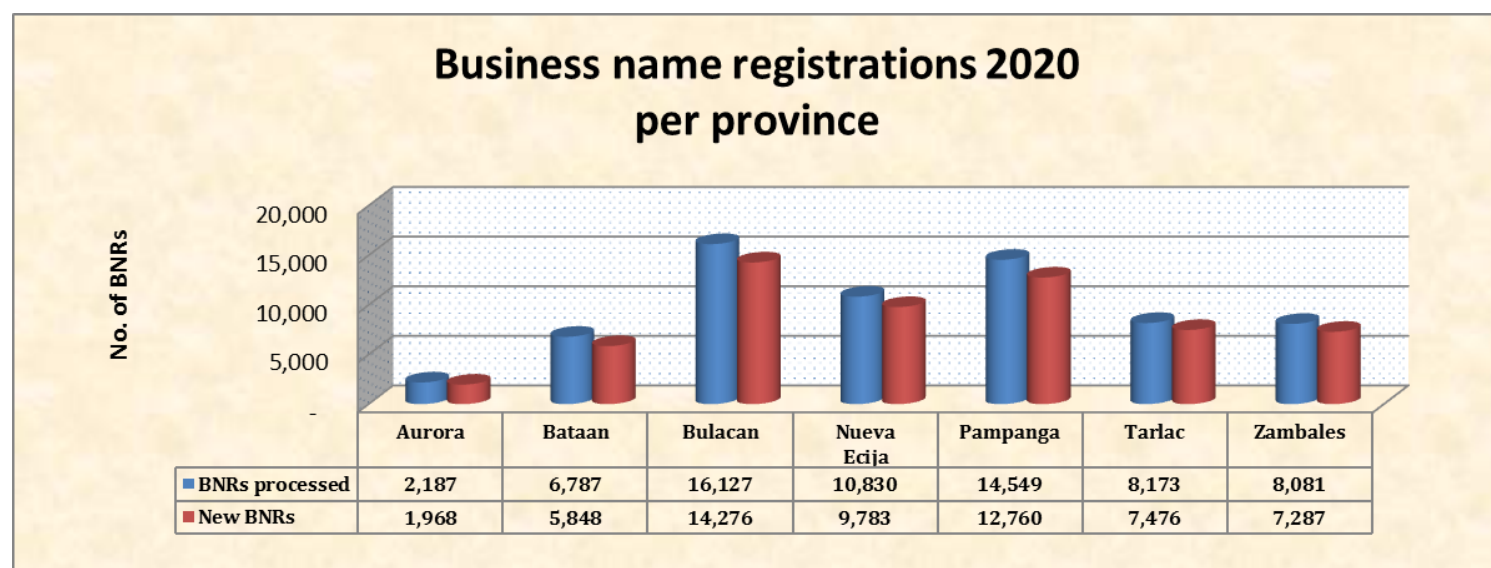 Business name registrations 2020
per province
No. of BNRs
20,000
15,000
10,000
5,000
-
Aurora Bataan Bulacan Nueva Ecija Pampanga Tarlac Zambales
BNRs processed 2,187 6,787 16,127 10,830 14,549 8,173 8,081
New BNRs 1,968 5,848 14,276 9,783 12,760 7,476 7,287